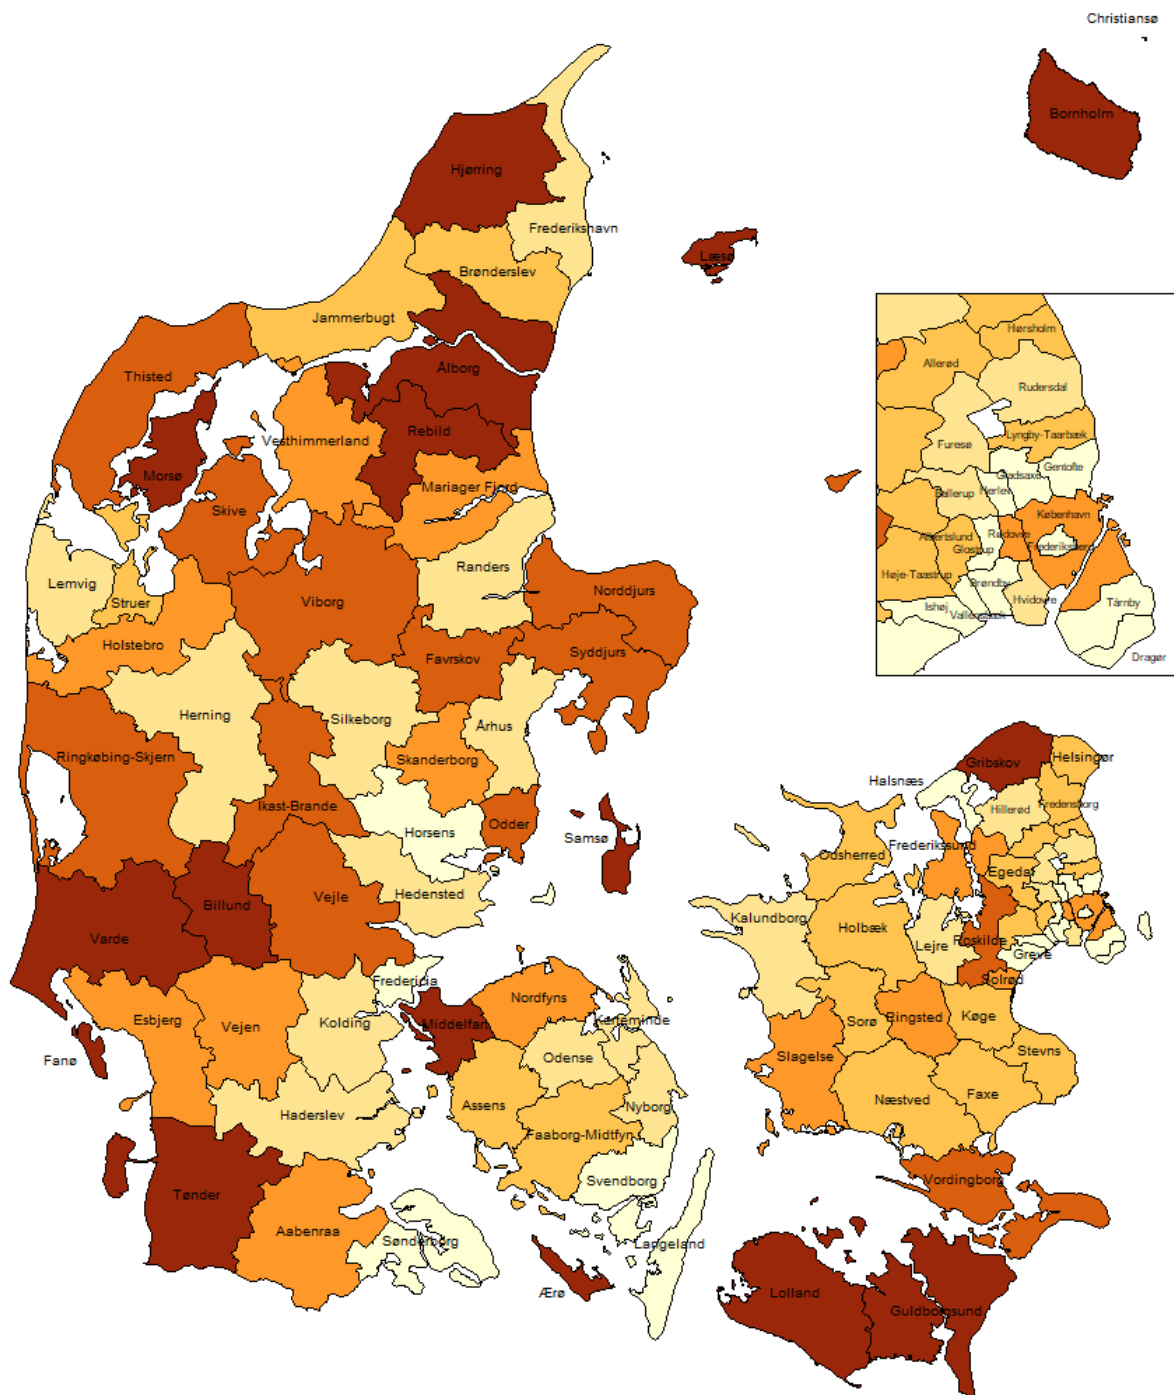 Christiansø
Bornholm
Hjørring
Frederikshavn
Læsø
Brønderslev
Jammerbugt
Ålborg
Thisted
Rebild
Vesthimmerland
Morsø
Mariager Fjord
Skive
Randers
Lemvig
Struer
Viborg
Norddjurs
Holstebro
Favrskov
Syddjurs
Herning
Silkeborg
Århus
Ringkøbing-Skjern
Skanderborg
Ikast-Brande
Horsens
Odder
Samsø
Hedensted
Billund
Vejle
Varde
Fredericia
Esbjerg
Vejen
Kolding
Middelfart
Nordfyns
Kerteminde
Fanø
Odense
Haderslev
Assens
Nyborg
Faaborg-Midtfyn
Svendborg
Tønder
Aabenraa
Sønderborg
Langeland
Ærø
Hørsholm
Allerød
Rudersdal
Furesø
Lyngby-Taarbæk
Gentofte
Gladsaxe
Ballerup
Herlev
København
Albertslund
Rødovre
Glostrup
Frederiksberg
Høje-Taastrup
Brøndby
Ishøj
Vallensbæk
Hvidovre
Tårnby
Dragør
Gribskov
Helsingør
Halsnæs
Hillerød
Fredensborg
Frederikssund
Odsherred
Egedal
Kalundborg
Holbæk
Lejre
Roskilde
Greve
Solrød
Sorø
Ringsted
Køge
Slagelse
Stevns
Næstved
Faxe
Vordingborg
Lolland
Guldborgsund